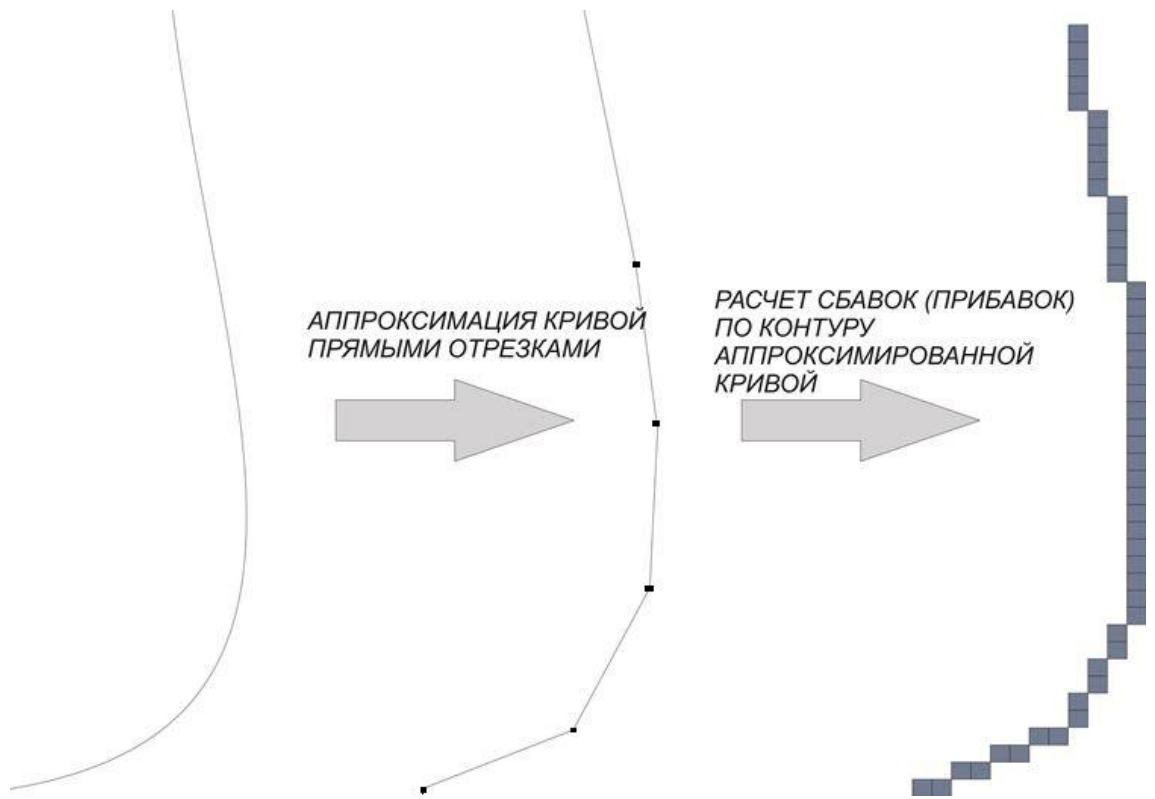 АППРОКСИМАЦИЯ КРИВОЙ
ПРЯМЫМИ ОТРЕЗКАМИ
РАСЧЕТ СБАВОК (ПРИБАВОК)
ПО КОНТУРУ
АППРОКСИМИРОВАННОЙ
КРИВОЙ